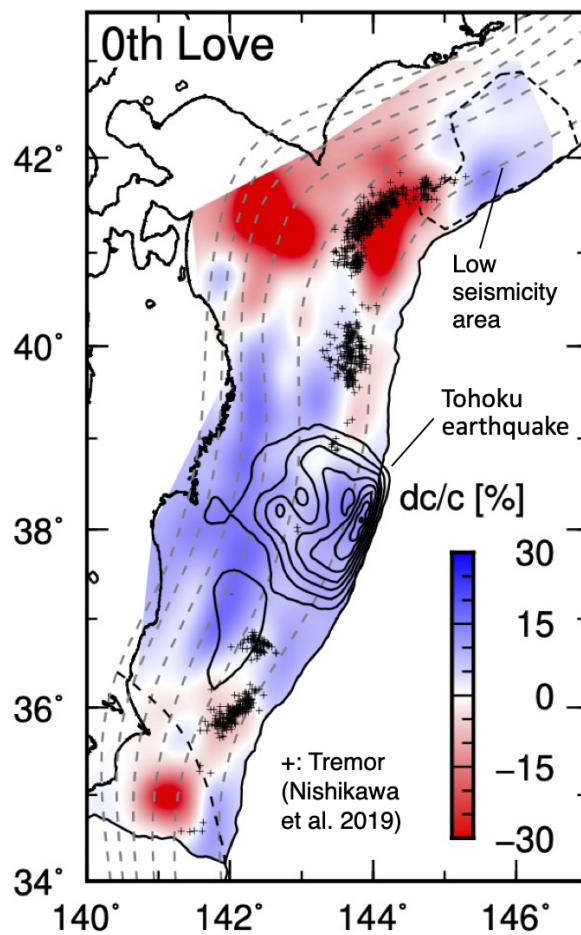 0th Love
42°
Low
seismicity
area
40°
Tohoku
earthquake
dc/c [%]
38°
30
15
0
-15
-30
36°
+: Tremor
(Nishikawa
et al. 2019)
34°
140° 142° 144° 146°